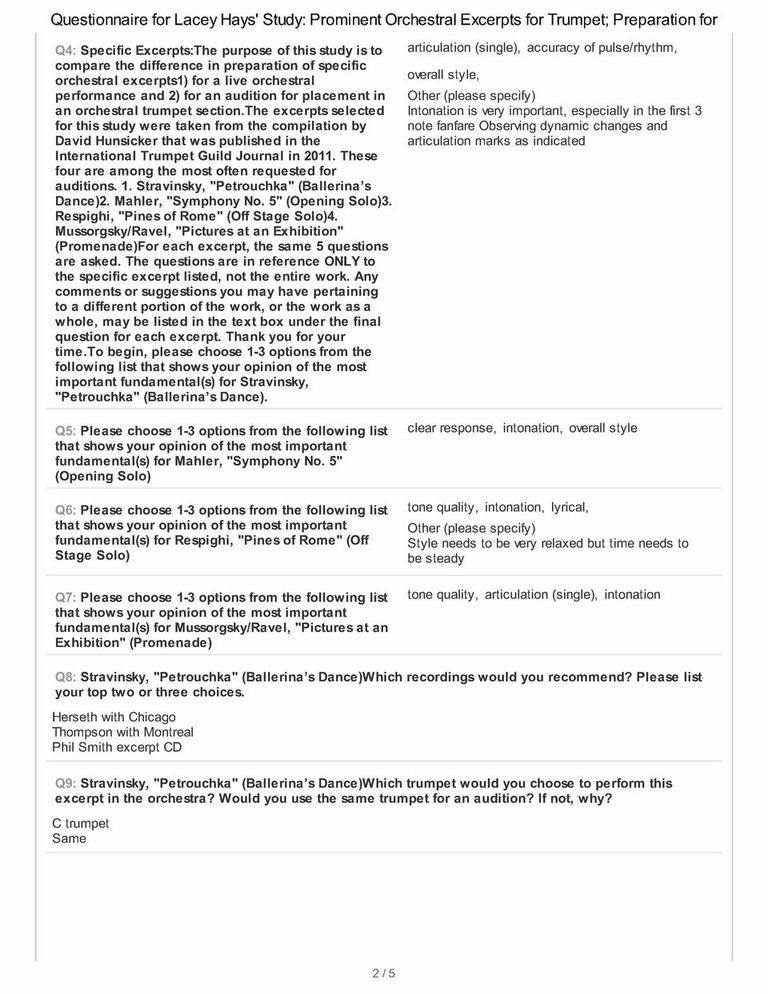 Questionnaire for Lacey Hays' Study: Prominent Orchestral Excerpts for Trumpet; Preparation for
Q4: Specific Excerpts:The purpose of this study is to
compare the difference in preparation of specific
orchestral excerpts1) for a live orchestral
performance and 2) for an audition for placement in
an orchestral trumpet section.The excerpts selected
for this study were taken from the compilation by
David Hunsicker that was published in the
International Trumpet Guild Journal in 2011. These
four are among the most often requested for
auditions. 1. Stravinsky, "Petrouchka" (Ballerina's
Dance)2. Mahler, "Symphony No. 5" (Opening Solo)3.
Respighi, "Pines of Rome" (Off Stage Solo)4.
Mussorgsky/Ravel, "Pictures at an Exhibition"
(Promenade)For each excerpt, the same 5 questions
are asked. The questions are in reference ONLY to
the specific excerpt listed, not the entire work. Any
comments or suggestions you may have pertaining
to a different portion of the work, or the work as a
whole, may be listed in the text box under the final
question for each excerpt. Thank you for your
time.To begin, please choose 1-3 options from the
following list that shows your opinion of the most
important fundamental(s) for Stravinsky,
"Petrouchka" (Ballerina's Dance).
articulation (single), accuracy of pulse/rhythm,
overall style,
Other (please specify)
Intonation is very important, especially in the first 3
note fanfare Observing dynamic changes and
articulation marks as indicated
Q5: Please choose 1-3 options from the following list
that shows your opinion of the most important
fundamental(s) for Mahler, "Symphony No. 5"
(Opening Solo)
clear response, intonation, overall style
Q6: Please choose 1-3 options from the following list
that shows your opinion of the most important
fundamental(s) for Respighi, "Pines of Rome" (Off
Stage Solo)
tone quality, intonation, lyrical,
Other (please specify)
Style needs to be very relaxed but time needs to
be steady
Q7: Please choose 1-3 options from the following list
that shows your opinion of the most important
fundamental(s) for Mussorgsky/Ravel, "Pictures at an
Exhibition" (Promenade)
tone quality, articulation (single), intonation
Q8: Stravinsky, "Petrouchka" (Ballerina's Dance)Which recordings would you recommend? Please list
your top two or three choices.
Herseth with Chicago
Thompson with Montreal
Phil Smith excerpt CD
Q9: Stravinsky, "Petrouchka" (Ballerina's Dance)Which trumpet would you choose to perform this
excerpt in the orchestra? Would you use the same trumpet for an audition? If not, why?
C trumpet
Same
2 / 5